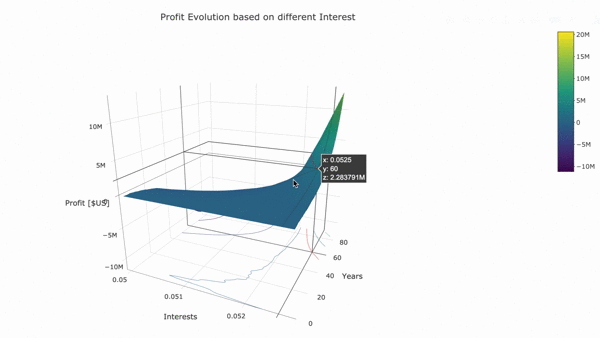 Profit Evolution based on different Interest
20M
15M
10M
5M
0
−5M
−10M
10M
5M
Profit [$US]
0
−5M
−10M
x: 0.0525
y: 60
z: 2.283791M
80
60
40
20
0
Years
0.05
0.051
0.052
Interests